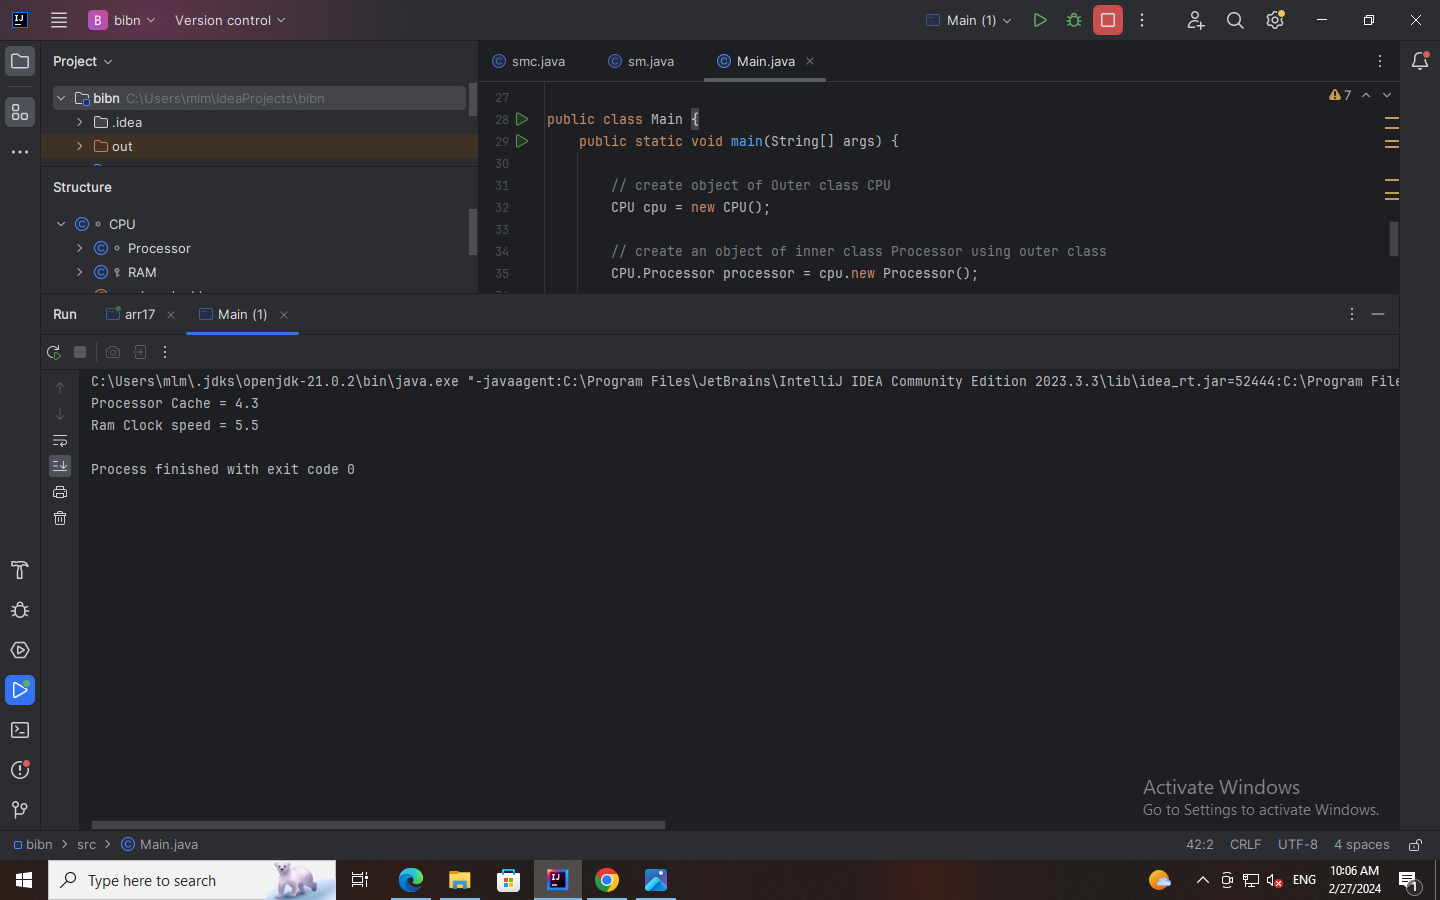 B bibn Version control Main (1)
Project
smc.java sm.java Main.java
bibn C:\Users\mlm\IdeaProjects\bibn
.idea
out
Structure
CPU
Processor
RAM
7
27
28 public class Main {
29 public static void main(String[] args) {
30
31 // create object of Outer class CPU
32 CPU cpu = new CPU();
33
34 // create an object of inner class Processor using outer class
35 CPU.Processor processor = cpu.new Processor();
Run arr17 Main (1)
C:\Users\mlm\.jdks\openjdk-21.0.2\bin\java.exe "-javaagent:C:\Program Files\JetBrains\IntelliJ IDEA Community Edition 2023.3.3\lib\idea_rt.jar=52444:C:\Program File
Processor Cache = 4.3
Ram Clock speed = 5.5
Process finished with exit code 0
Activate Windows
Go to Settings to activate Windows.
bibn src Main.java 42:2 CRLF UTF-8 4 spaces
Type here to search ENG 10:06 AM
2/27/2024
1